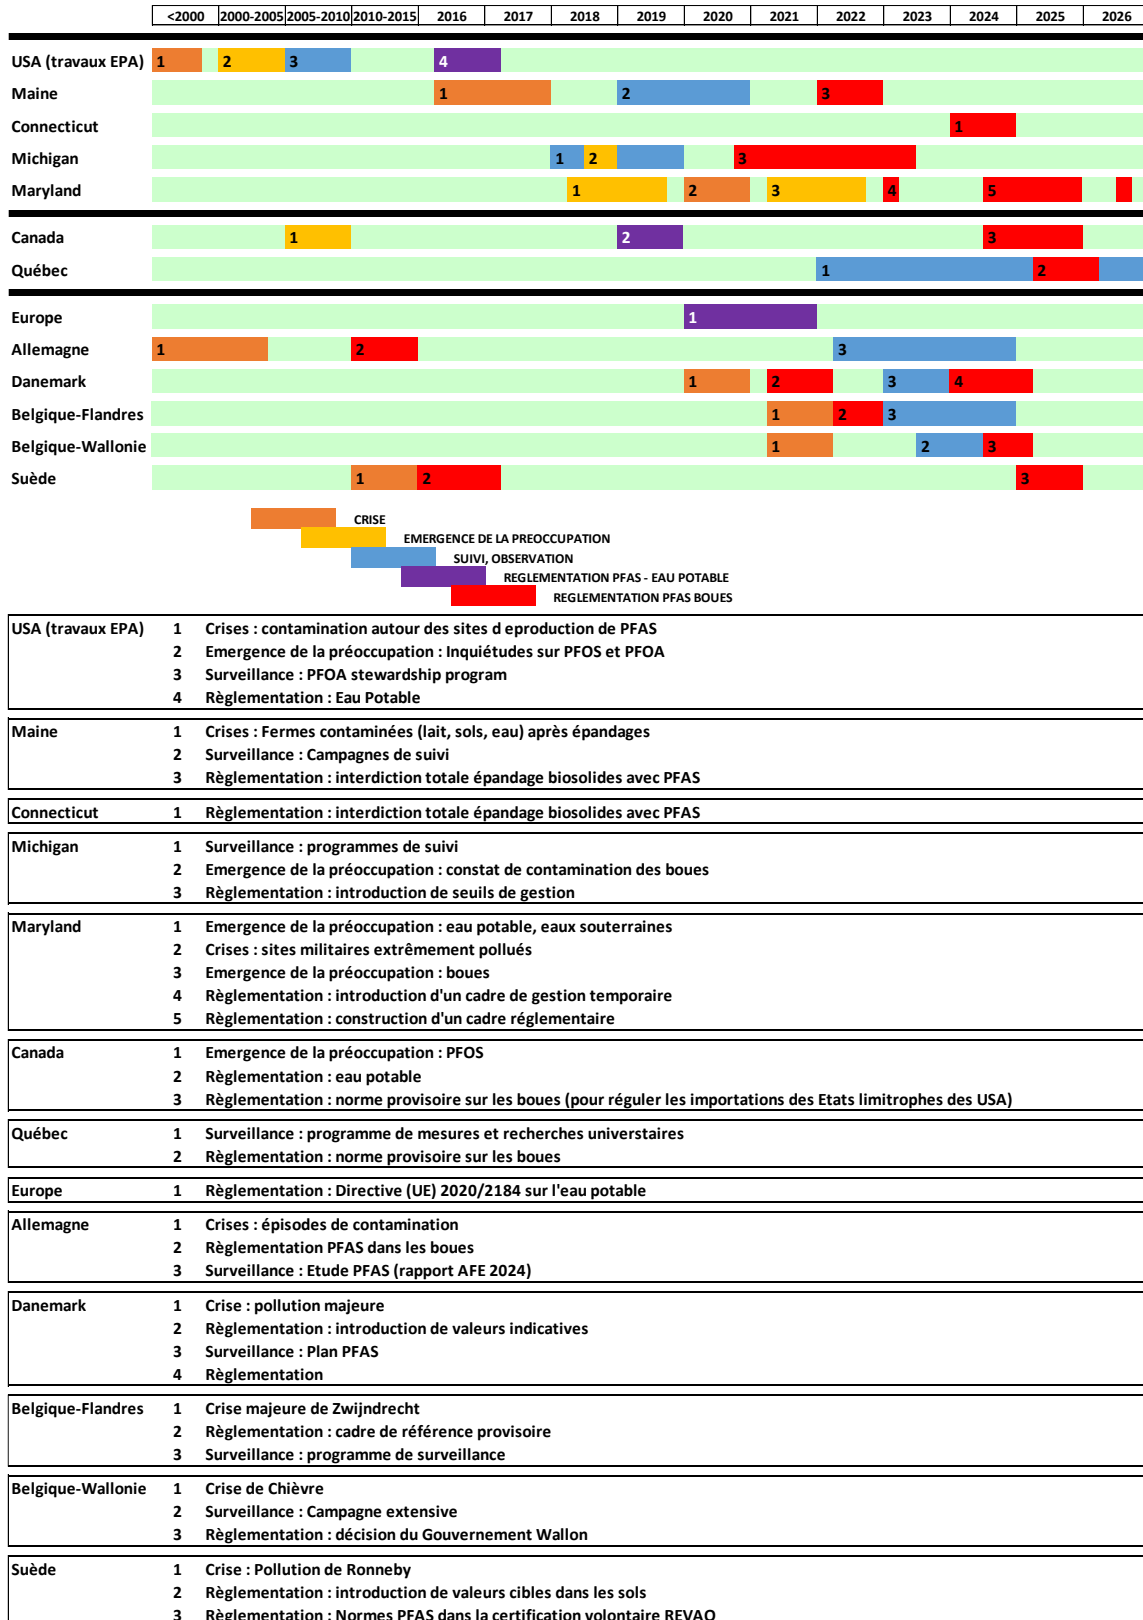 <2000 2000-2005 2005-2010 2010-2015 2016 2017 2018 2019 2020 2021 2022 2023 2024 2025 2026
USA (travaux EPA) 1 2 3 4
Maine 1 2 3
Connecticut 1
Michigan 1 2 3
Maryland 1 2 3 4 5
Canada 1 2 3
Québec 1 2
Europe 1
Allemagne 1 2 3
Danemark 1 2 3 4
Belgique-Flandres 1 2 3
Belgique-Wallonie 1 2 3
Suède 1 2 3
CRISE
EMERGENCE DE LA PREOCCUPATION
SUIVI, OBSERVATION
REGLEMENTATION PFAS - EAU POTABLE
REGLEMENTATION PFAS BOUES
USA (travaux EPA) 1 Crises : contamination autour des sites d eproduction de PFAS
2 Emergence de la préoccupation : Inquiétudes sur PFOS et PFOA
3 Surveillance : PFOA stewardship program
4 Règlementation : Eau Potable
Maine 1 Crises : Fermes contaminées (lait, sols, eau) après épandages
2 Surveillance : Campagnes de suivi
3 Règlementation : interdiction totale épandage biosolides avec PFAS
Connecticut 1 Règlementation : interdiction totale épandage biosolides avec PFAS
Michigan 1 Surveillance : programmes de suivi
2 Emergence de la préoccupation : constat de contamination des boues
3 Règlementation : introduction de seuils de gestion
Maryland 1 Emergence de la préoccupation : eau potable, eaux souterraines
2 Crises : sites militaires extrêmement pollués
3 Emergence de la préoccupation : boues
4 Règlementation : introduction d'un cadre de gestion temporaire
5 Règlementation : construction d'un cadre réglementaire
Canada 1 Emergence de la préoccupation : PFOS
2 Règlementation : eau potable
3 Règlementation : norme provisoire sur les boues (pour réguler les importations des Etats limitrophes des USA)
Québec 1 Surveillance : programme de mesures et recherches universtaires
2 Règlementation : norme provisoire sur les boues
Europe 1 Règlementation : Directive (UE) 2020/2184 sur l'eau potable
Allemagne 1 Crises : épisodes de contamination
2 Règlementation PFAS dans les boues
3 Surveillance : Etude PFAS (rapport AFE 2024)
Danemark 1 Crise : pollution majeure
2 Règlementation : introduction de valeurs indicatives
3 Surveillance : Plan PFAS
4 Règlementation
Belgique-Flandres 1 Crise majeure de Zwijndrecht
2 Règlementation : cadre de référence provisoire
3 Surveillance : programme de surveillance
Belgique-Wallonie 1 Crise de Chièvre
2 Surveillance : Campagne extensive
3 Règlementation : décision du Gouvernement Wallon
Suède 1 Crise : Pollution de Ronneby
2 Règlementation : introduction de valeurs cibles dans les sols
3 Règlementation : Normes PFAS dans la certification volontaire REVAQ